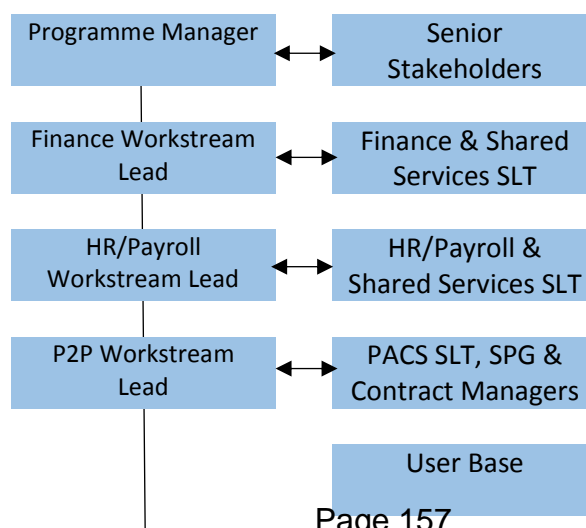 Programme Manager
Senior
Stakeholders
Finance Workstream
Lead
Finance & Shared
Services SLT
HR/Payroll
Workstream Lead
HR/Payroll &
Shared Services SLT
P2P Workstream
Lead
PACS SLT, SPG &
Contract Managers
User Base
Page 157